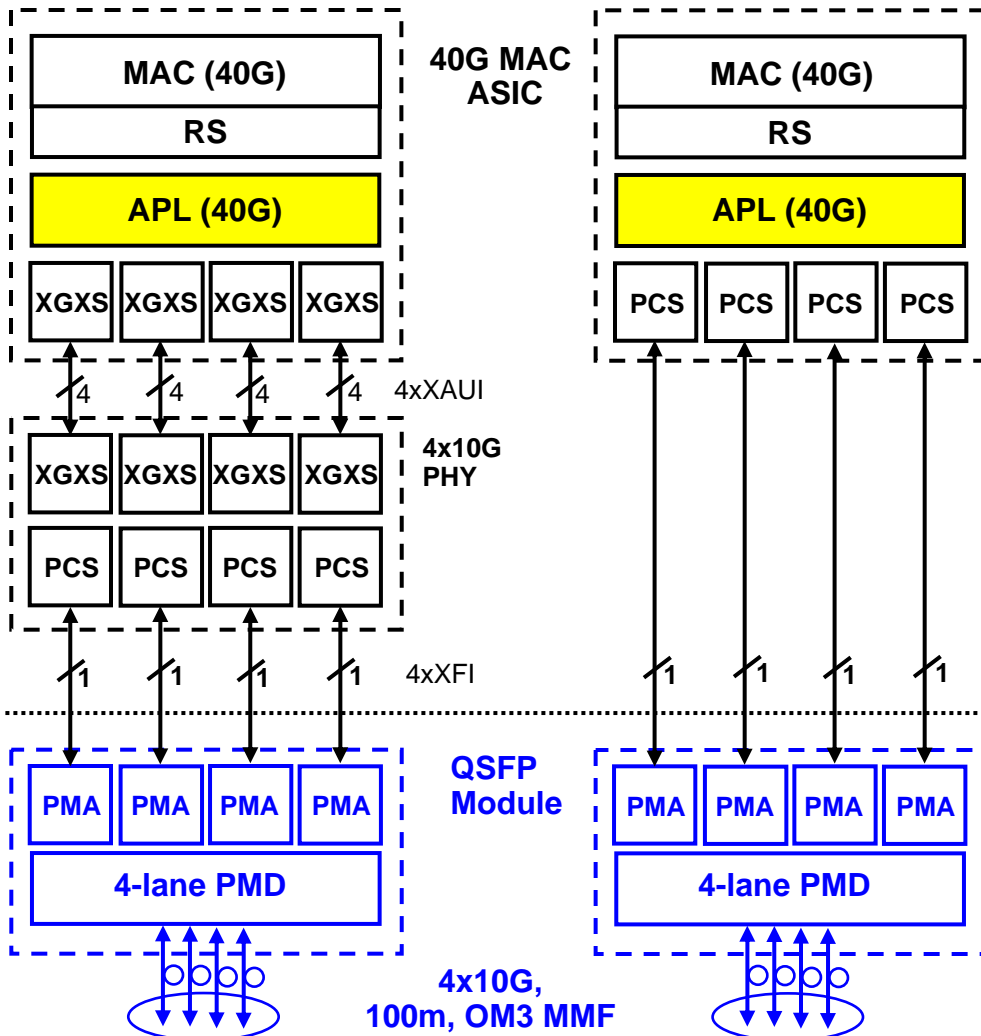 MAC (40G)
RS
APL (40G)
XGXS XGXS XGXS XGXS
4 4 4 4
4xXAUI
XGXS XGXS XGXS XGXS
4x10G
PHY
PCS PCS PCS PCS
1 1 1 1
4xXFI
PMA PMA PMA PMA
4-lane PMD
40G MAC
ASIC
QSFP
Module
4x10G,
100m, OM3 MMF
MAC (40G)
RS
APL (40G)
PCS PCS PCS PCS
1 1 1 1
PMA PMA PMA PMA
4-lane PMD